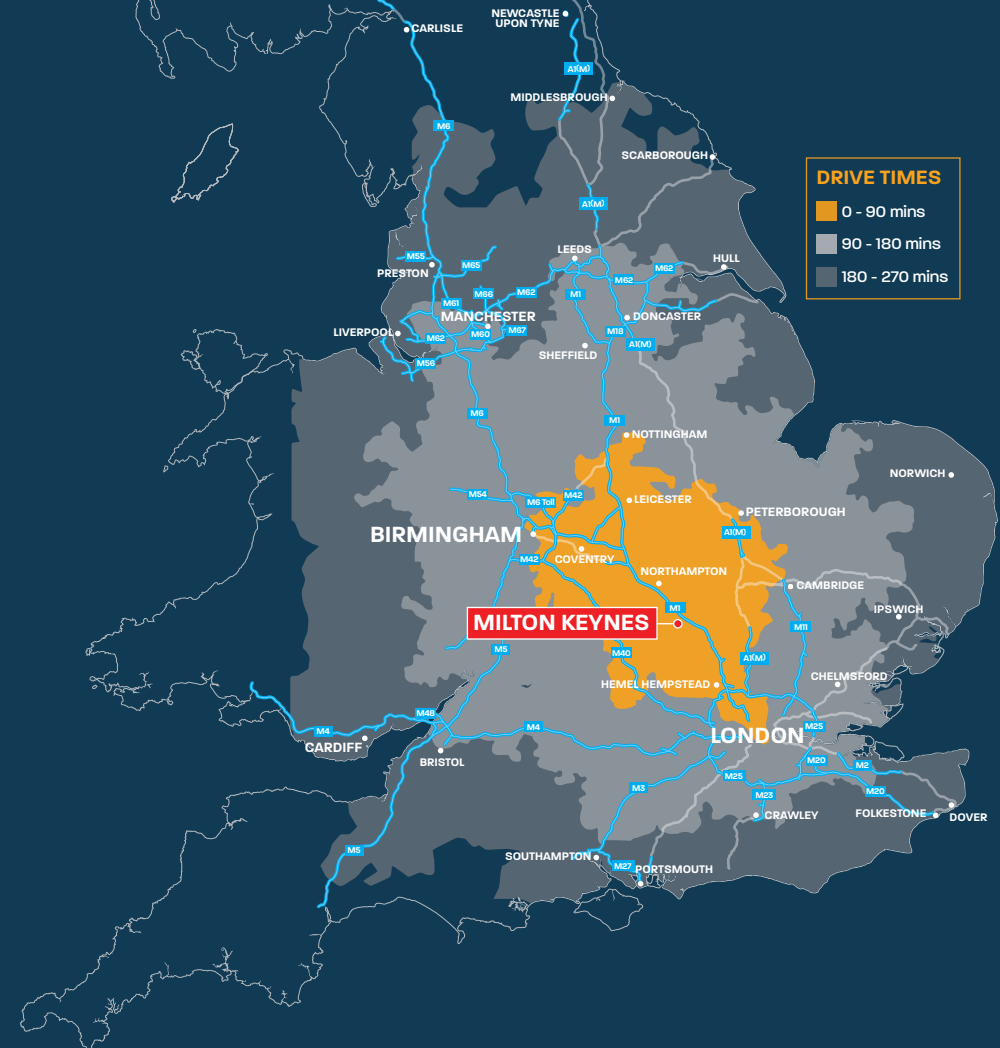 NEWCASTLE
UPON TYNE
CARLISLE
A1(M)
MIDDLESBROUGH
M6
SCARBOROUGH
DRIVE TIMES
0 - 90 mins
90 - 180 mins
180 - 270 mins
A1(M)
LEEDS
M55
M65
HULL
PRESTON
M62
M62
M66
M62
M1
M61
MANCHESTER
DONCASTER
LIVERPOOL
M62
M60
M67
M18
A1(M)
SHEFFIELD
M56
M6
M1
NOTTINGHAM
NORWICH
M54
M6 Toll
M42
LEICESTER
PETERBOROUGH
BIRMINGHAM
A1(M)
M42
COVENTRY
NORTHAMPTON
CAMBRIDGE
M1
IPSWICH
MILTON KEYNES
M11
M5
M40
A1(M)
HEMEL HEMPSTEAD
CHELMSFORD
M48
M4
M4
M25
LONDON
CARDIFF
BRISTOL
M20
M2
M25
M3
M23
M20
CRAWLEY
FOLKESTONE
DOVER
M5
SOUTHAMPTON
M27
PORTSMOUTH